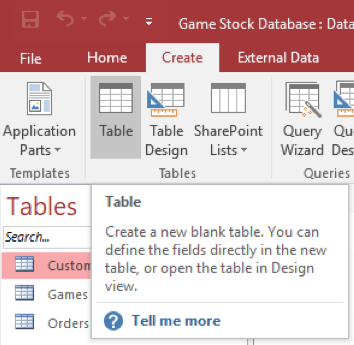 Game Stock Database : Data
File Home Create External Data
Application Parts
Table
Table Design
SharePoint Lists
Query Wizard
Que Des
Templates Tables Queries
Tables
Search...
Custom
Games
Orders
Table
Create a new blank table. You can
define the fields directly in the new
table, or open the table in Design
view.
Tell me more